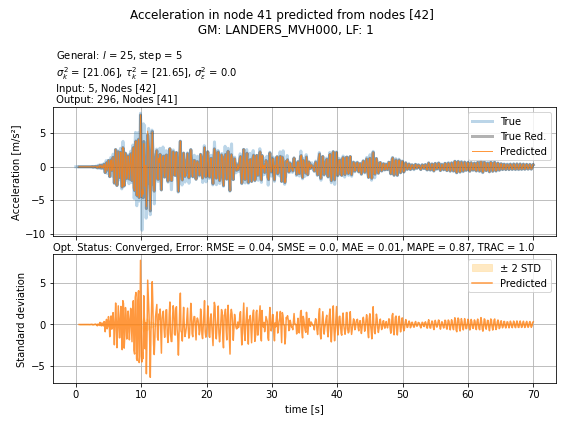 Acceleration in node 41 predicted from nodes [42]
GM: LANDERS_MVH000, LF: 1
General: l = 25, step = 5
σ²ₖ = [21.06], τ²ₖ = [21.65], σ²ε = 0.0
Input: 5, Nodes [42]
Output: 296, Nodes [41]
Acceleration [m/s²]
5
0
−5
−10
True
True Red.
Predicted
Opt. Status: Converged, Error: RMSE = 0.04, SMSE = 0.0, MAE = 0.01, MAPE = 0.87, TRAC = 1.0
Standard deviation
5
0
−5
± 2 STD
Predicted
0 10 20 30 40 50 60 70
time [s]